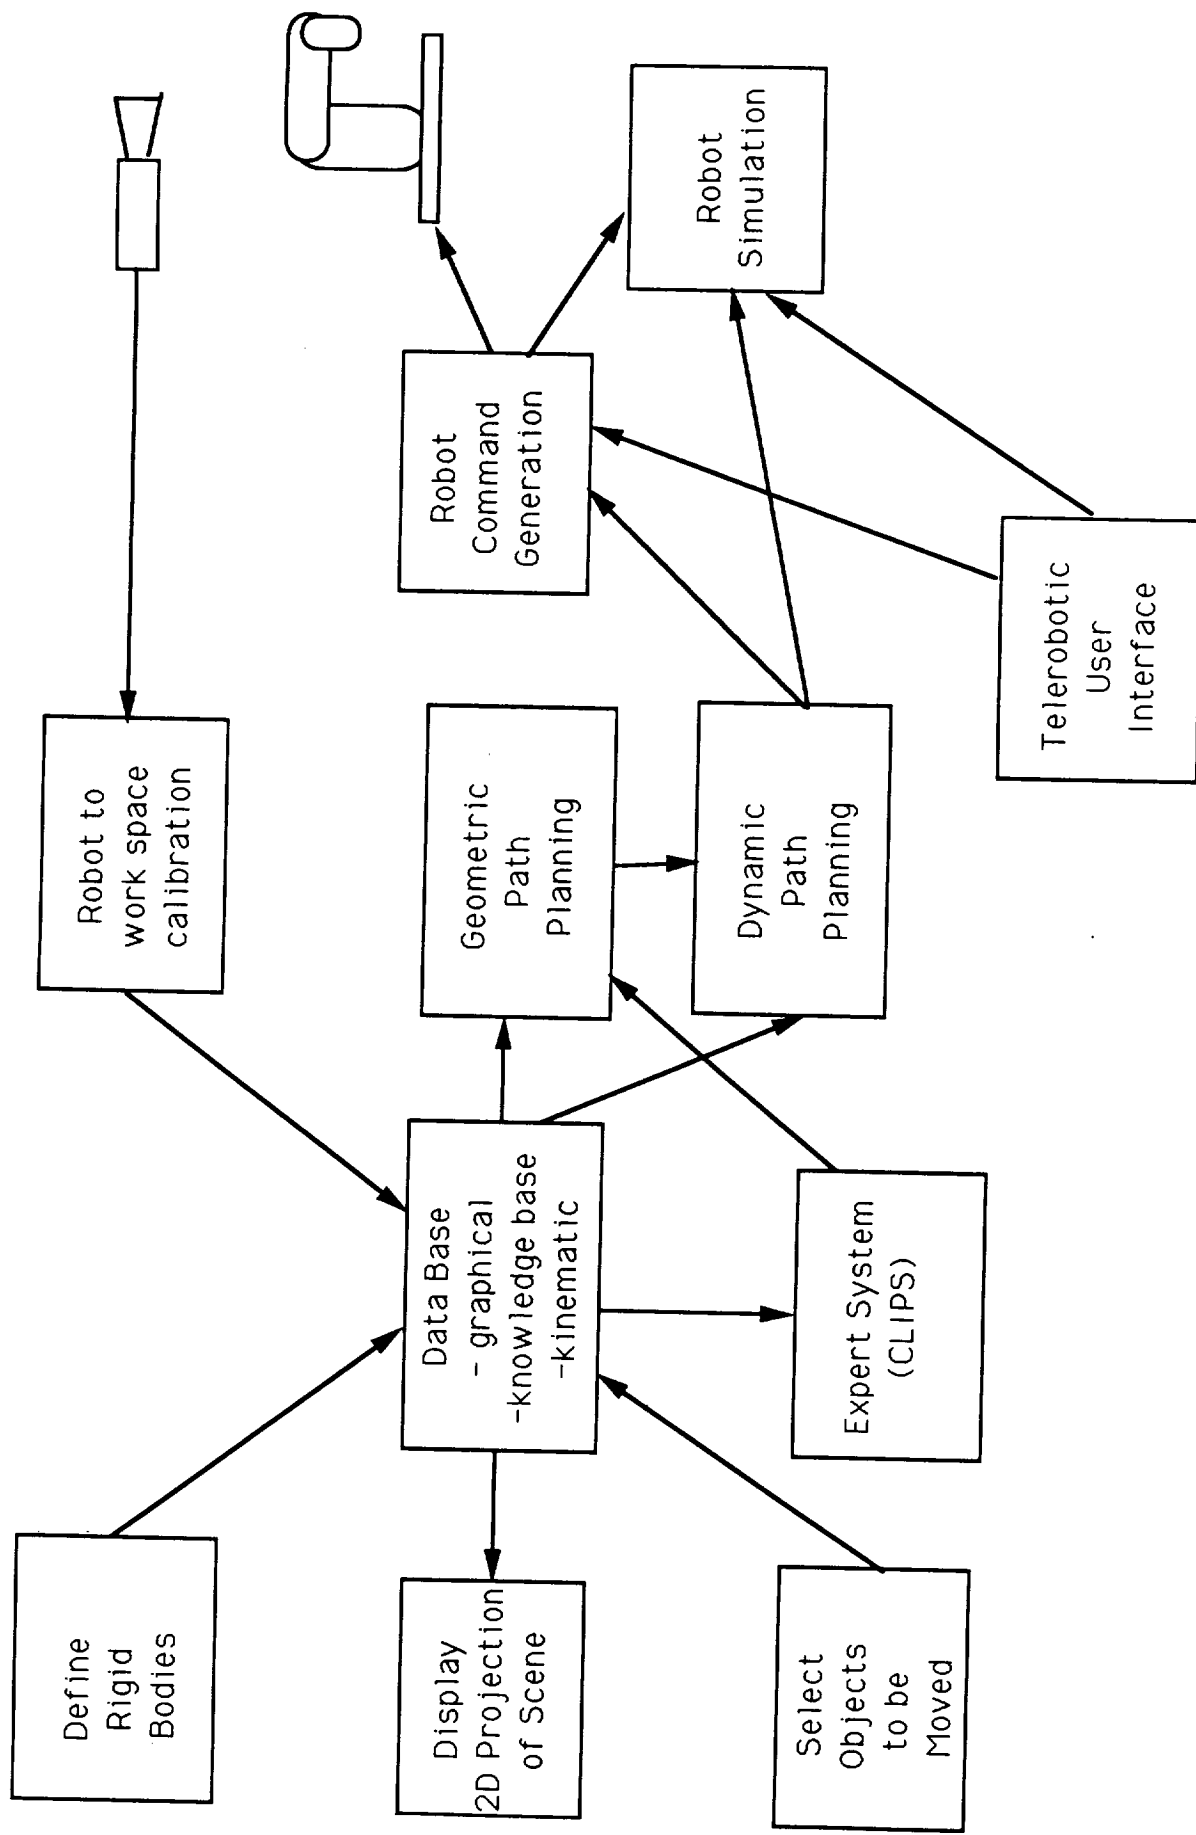 Define
Rigid
Bodies
Robot to
work space
calibration
Display
2D Projection
of Scene
Data Base
- graphical
-knowledge base
-kinematic
Geometric
Path
Planning
Robot
Command
Generation
Dynamic
Path
Planning
Robot
Simulation
Select
Objects
to be
Moved
Expert System
(CLIPS)
Telerobotic
User
Interface